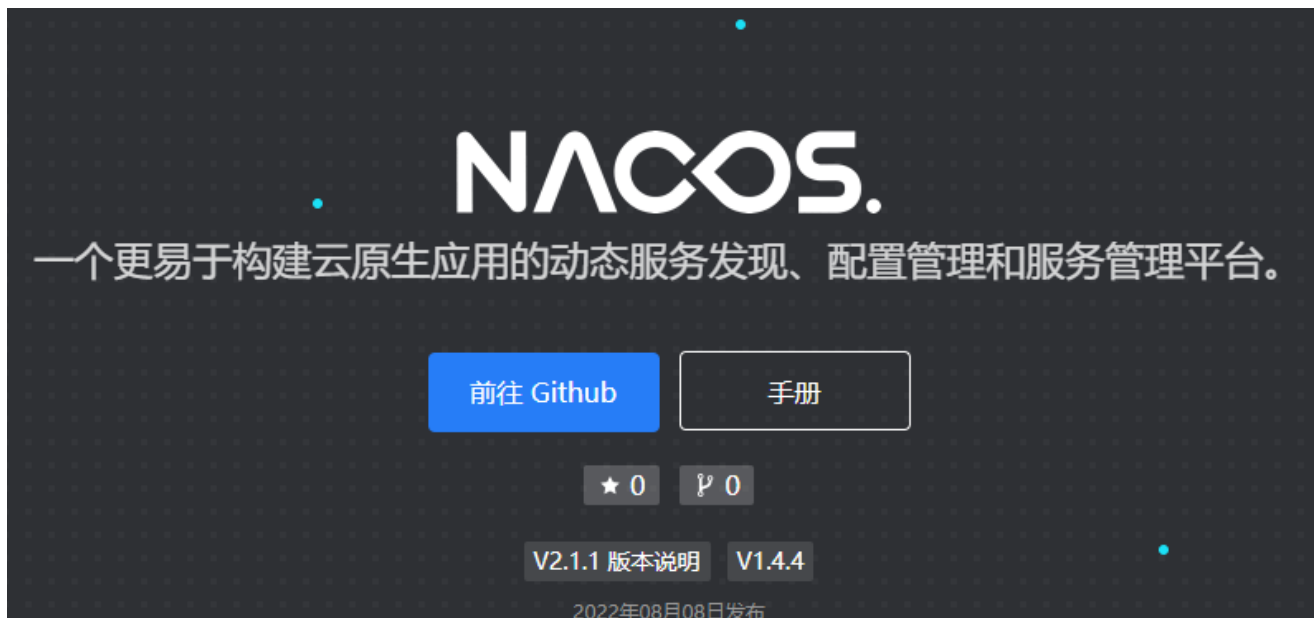 NACOS.
一个更易于构建云原生应用的动态服务发现、配置管理和服务管理平台。
前往 Github 手册
0 0
V2.1.1 版本说明 V1.4.4
2022年08月08日发布